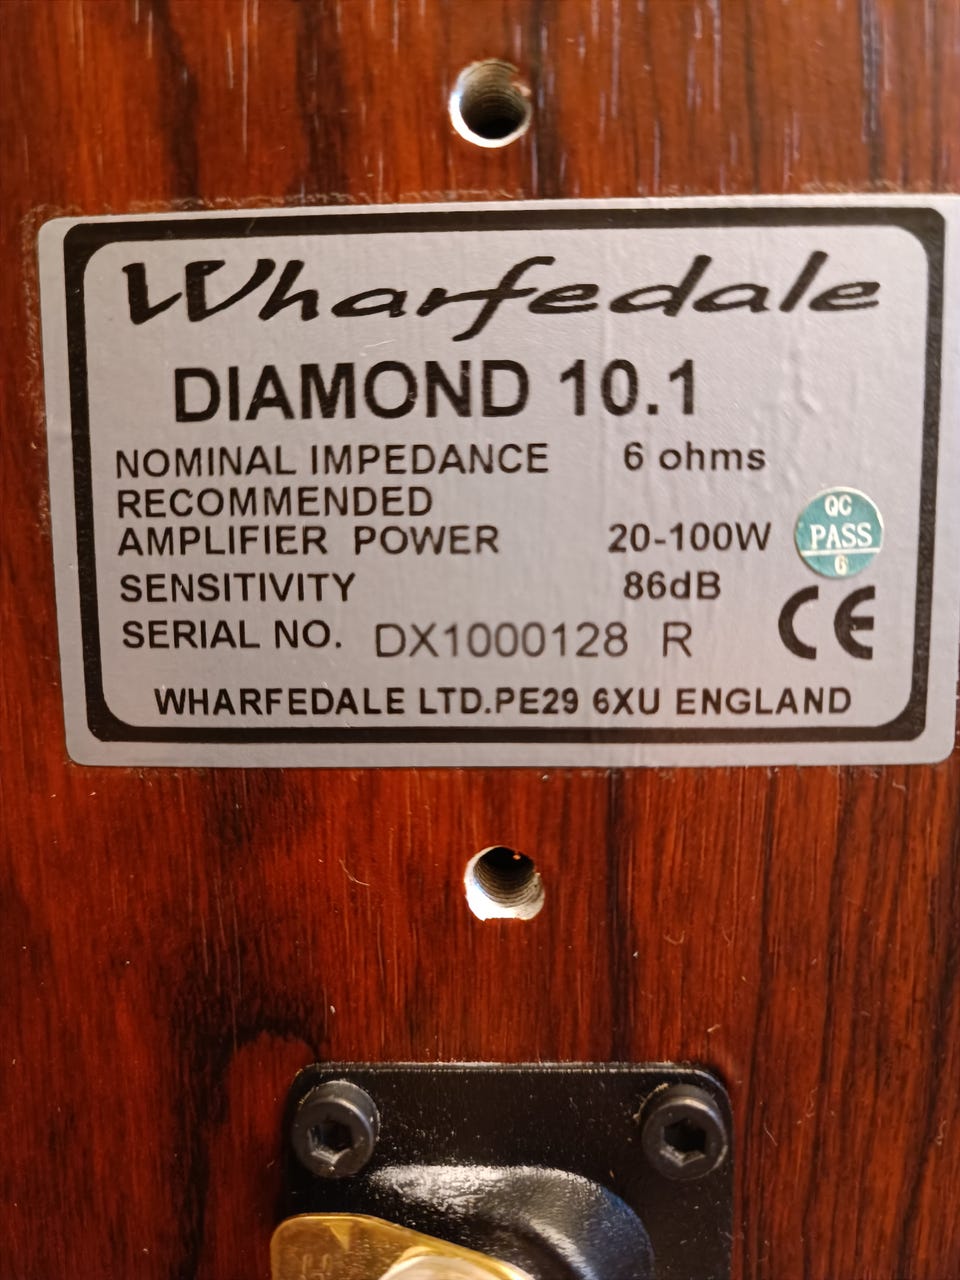 Wharfedale
DIAMOND 10.1
NOMINAL IMPEDANCE 6 ohms
RECOMMENDED
AMPLIFIER POWER 20-100W
SENSITIVITY 86dB
SERIAL NO. DX1000128 R
WHARFEDALE LTD.PE29 6XU ENGLAND
QC
PASS
6
CE